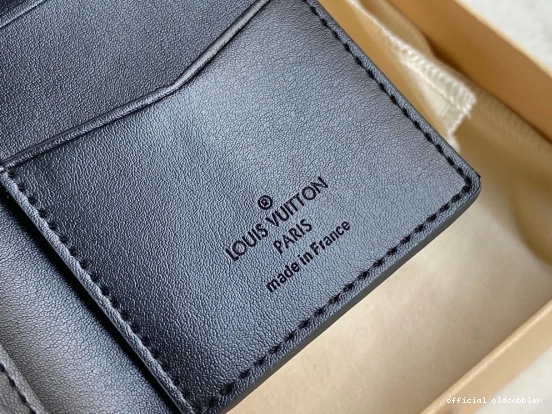 ®
LOUIS VUITTON
PARIS
made in France
official oldcobbler